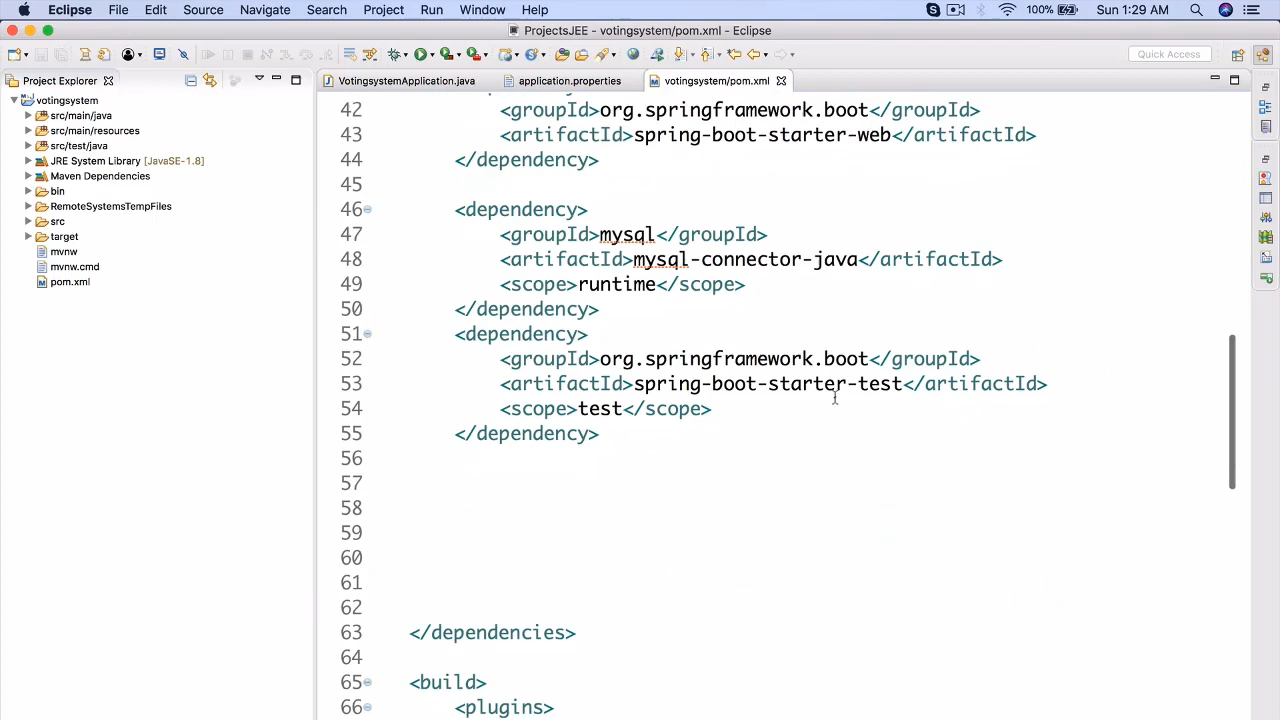 Eclipse File Edit Source Navigate Search Project Run Window Help 100% Sun 1:29 AM
ProjectsJEE - votingsystem/pom.xml - Eclipse
Quick Access
Project Explorer
VotingsystemApplication.java application.properties votingsystem/pom.xml
votingsystem
src/main/java
src/main/resources
src/test/java
JRE System Library [JavaSE-1.8]
Maven Dependencies
bin
RemoteSystemsTempFiles
src
target
mvnw
mvnw.cmd
pom.xml
42 <groupId>org.springframework.boot</groupId>
43 <artifactId>spring-boot-starter-web</artifactId>
44 </dependency>
45
46 <dependency>
47 <groupId>mysql</groupId>
48 <artifactId>mysql-connector-java</artifactId>
49 <scope>runtime</scope>
50 </dependency>
51 <dependency>
52 <groupId>org.springframework.boot</groupId>
53 <artifactId>spring-boot-starter-test</artifactId>
54 <scope>test</scope>
55 </dependency>
56
57
58
59
60
61
62
63 </dependencies>
64
65 <build>
66 <plugins>